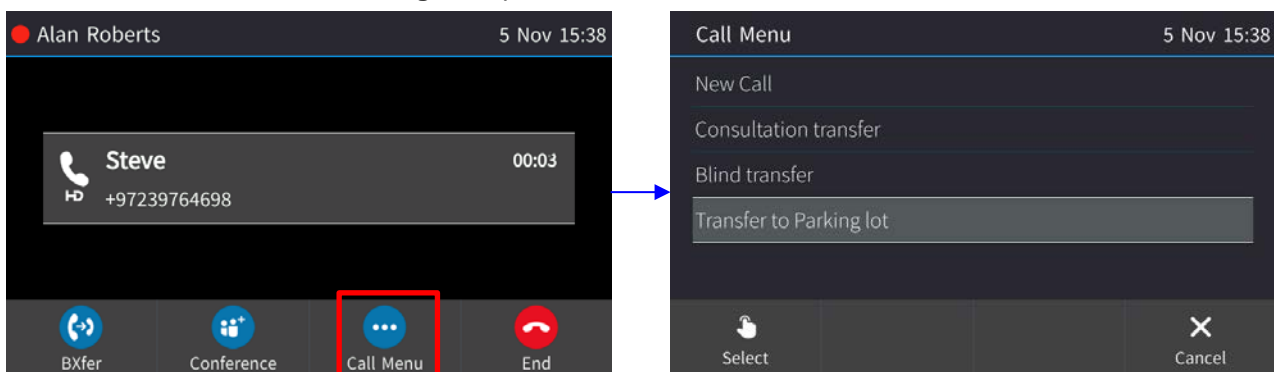 Alan Roberts 5 Nov 15:38
Steve 00:03
HD +97239764698
BXfer Conference Call Menu End
Call Menu 5 Nov 15:38
New Call
Consultation transfer
Blind transfer
Transfer to Parking lot
Select Cancel